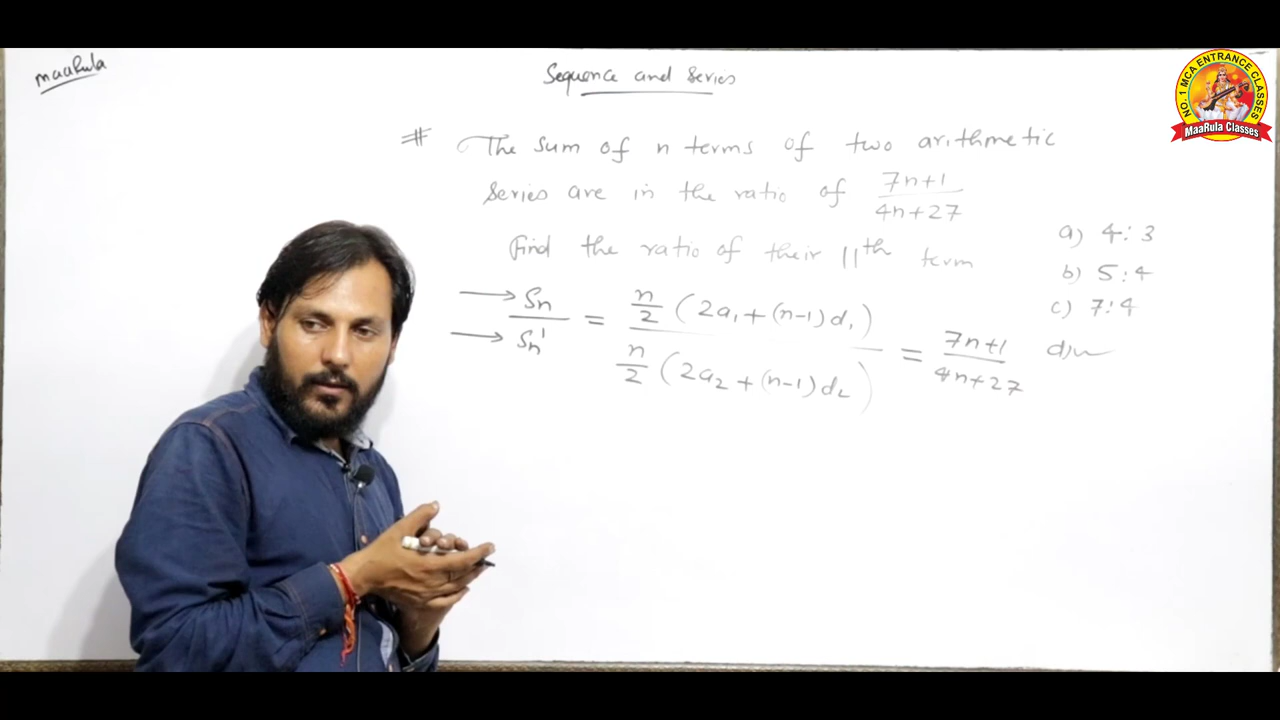 maaRula
Sequence and Series
NO. 1 MCA ENTRANCE CLASSES
MaaRula Classes
# The sum of n terms of two arithmetic
series are in the ratio of (7n+1)/(4n+27)
Find the ratio of their 11th term
a) 4:3
b) 5:4
c) 7:4
d)
Sn/Sn' = n/2 (2a₁+(n-1)d₁) / n/2 (2a₂+(n-1)d₂) = (7n+1)/(4n+27)